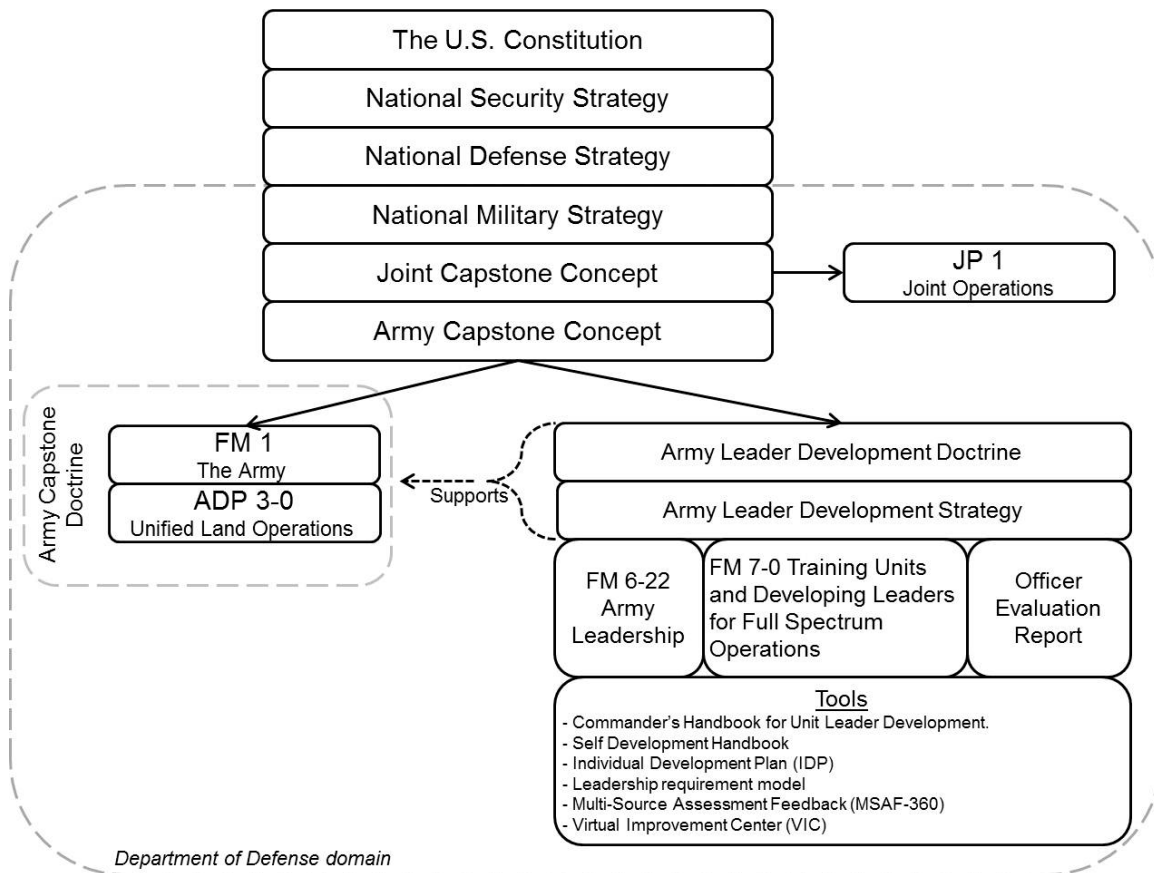 The U.S. Constitution
National Security Strategy
National Defense Strategy
National Military Strategy
Joint Capstone Concept
JP 1
Joint Operations
Army Capstone Concept
Army Capstone
Doctrine
FM 1
The Army
ADP 3-0
Unified Land Operations
Supports
Army Leader Development Doctrine
Army Leader Development Strategy
FM 6-22
Army
Leadership
FM 7-0 Training Units
and Developing Leaders
for Full Spectrum
Operations
Officer
Evaluation
Report
Tools
- Commander's Handbook for Unit Leader Development.
- Self Development Handbook
- Individual Development Plan (IDP)
- Leadership requirement model
- Multi-Source Assessment Feedback (MSAF-360)
- Virtual Improvement Center (VIC)
Department of Defense domain